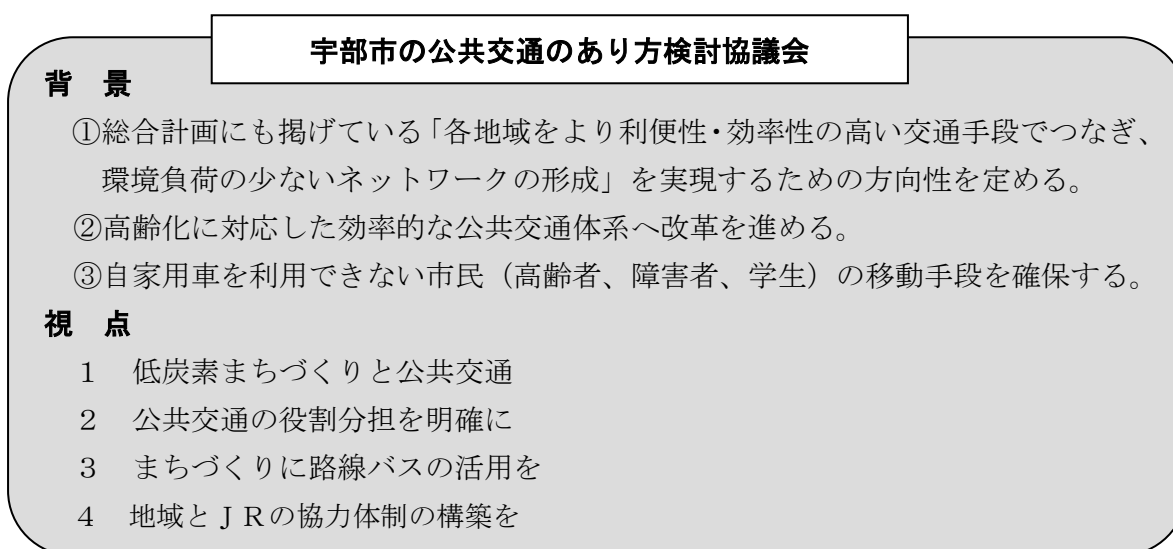 宇部市の公共交通のあり方検討協議会
背　景
①総合計画にも掲げている「各地域をより利便性・効率性の高い交通手段でつなぎ、
環境負荷の少ないネットワークの形成」を実現するための方向性を定める。
②高齢化に対応した効率的な公共交通体系へ改革を進める。
③自家用車を利用できない市民（高齢者、障害者、学生）の移動手段を確保する。
視　点
１　低炭素まちづくりと公共交通
２　公共交通の役割分担を明確に
３　まちづくりに路線バスの活用を
４　地域とＪＲの協力体制の構築を